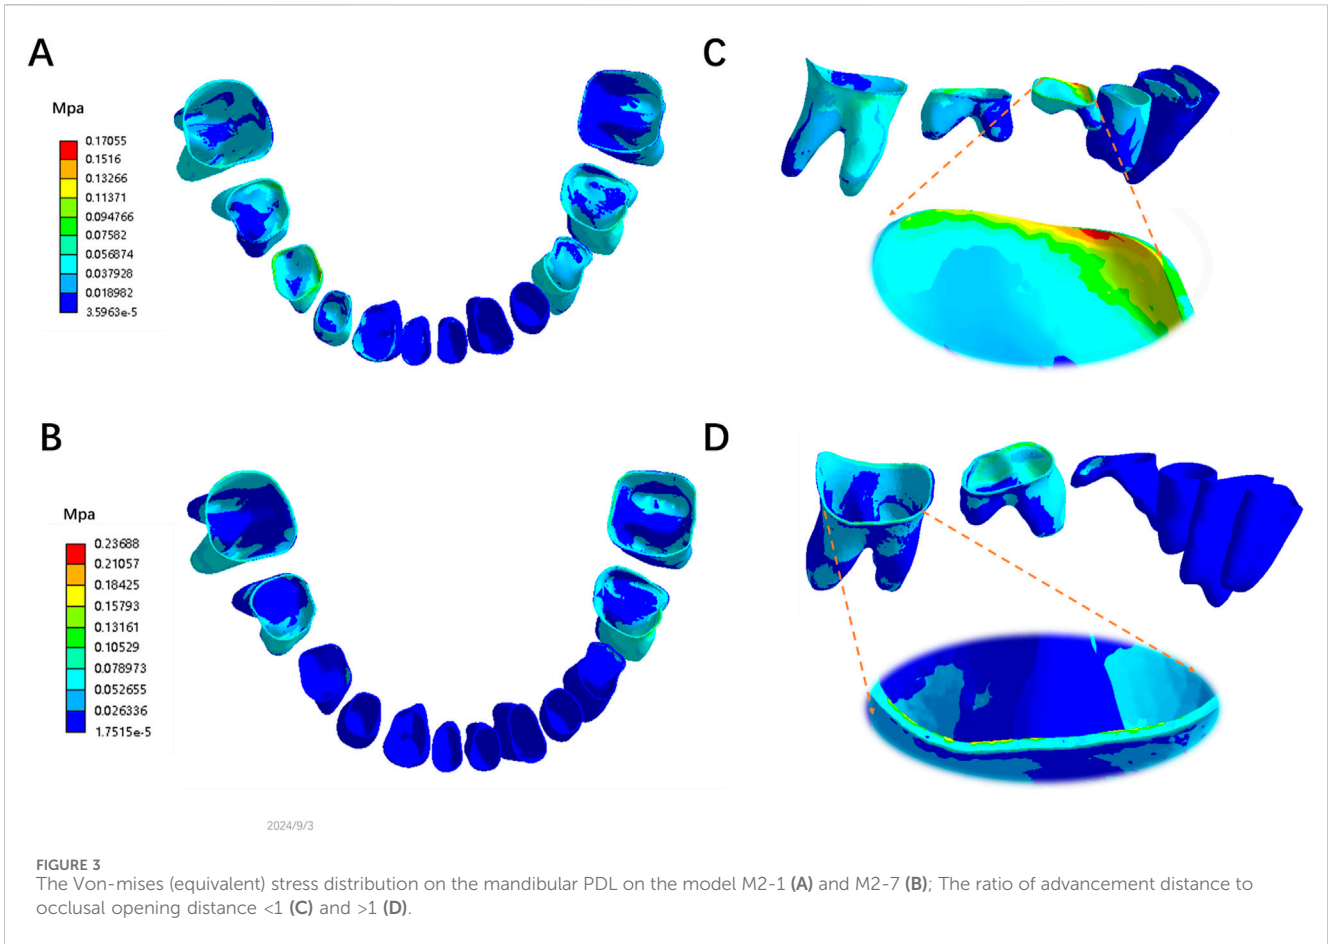 A
Mpa
0.17055
0.1516
0.13266
0.11371
0.094766
0.07582
0.056874
0.037928
0.018982
3.5963e-5
C
B
Mpa
0.23688
0.21057
0.18425
0.15793
0.13161
0.10529
0.078973
0.052655
0.026336
1.7515e-5
D
2024/9/3
FIGURE 3
The Von-mises (equivalent) stress distribution on the mandibular PDL on the model M2-1 (A) and M2-7 (B); The ratio of advancement distance to
occlusal opening distance <1 (C) and >1 (D).